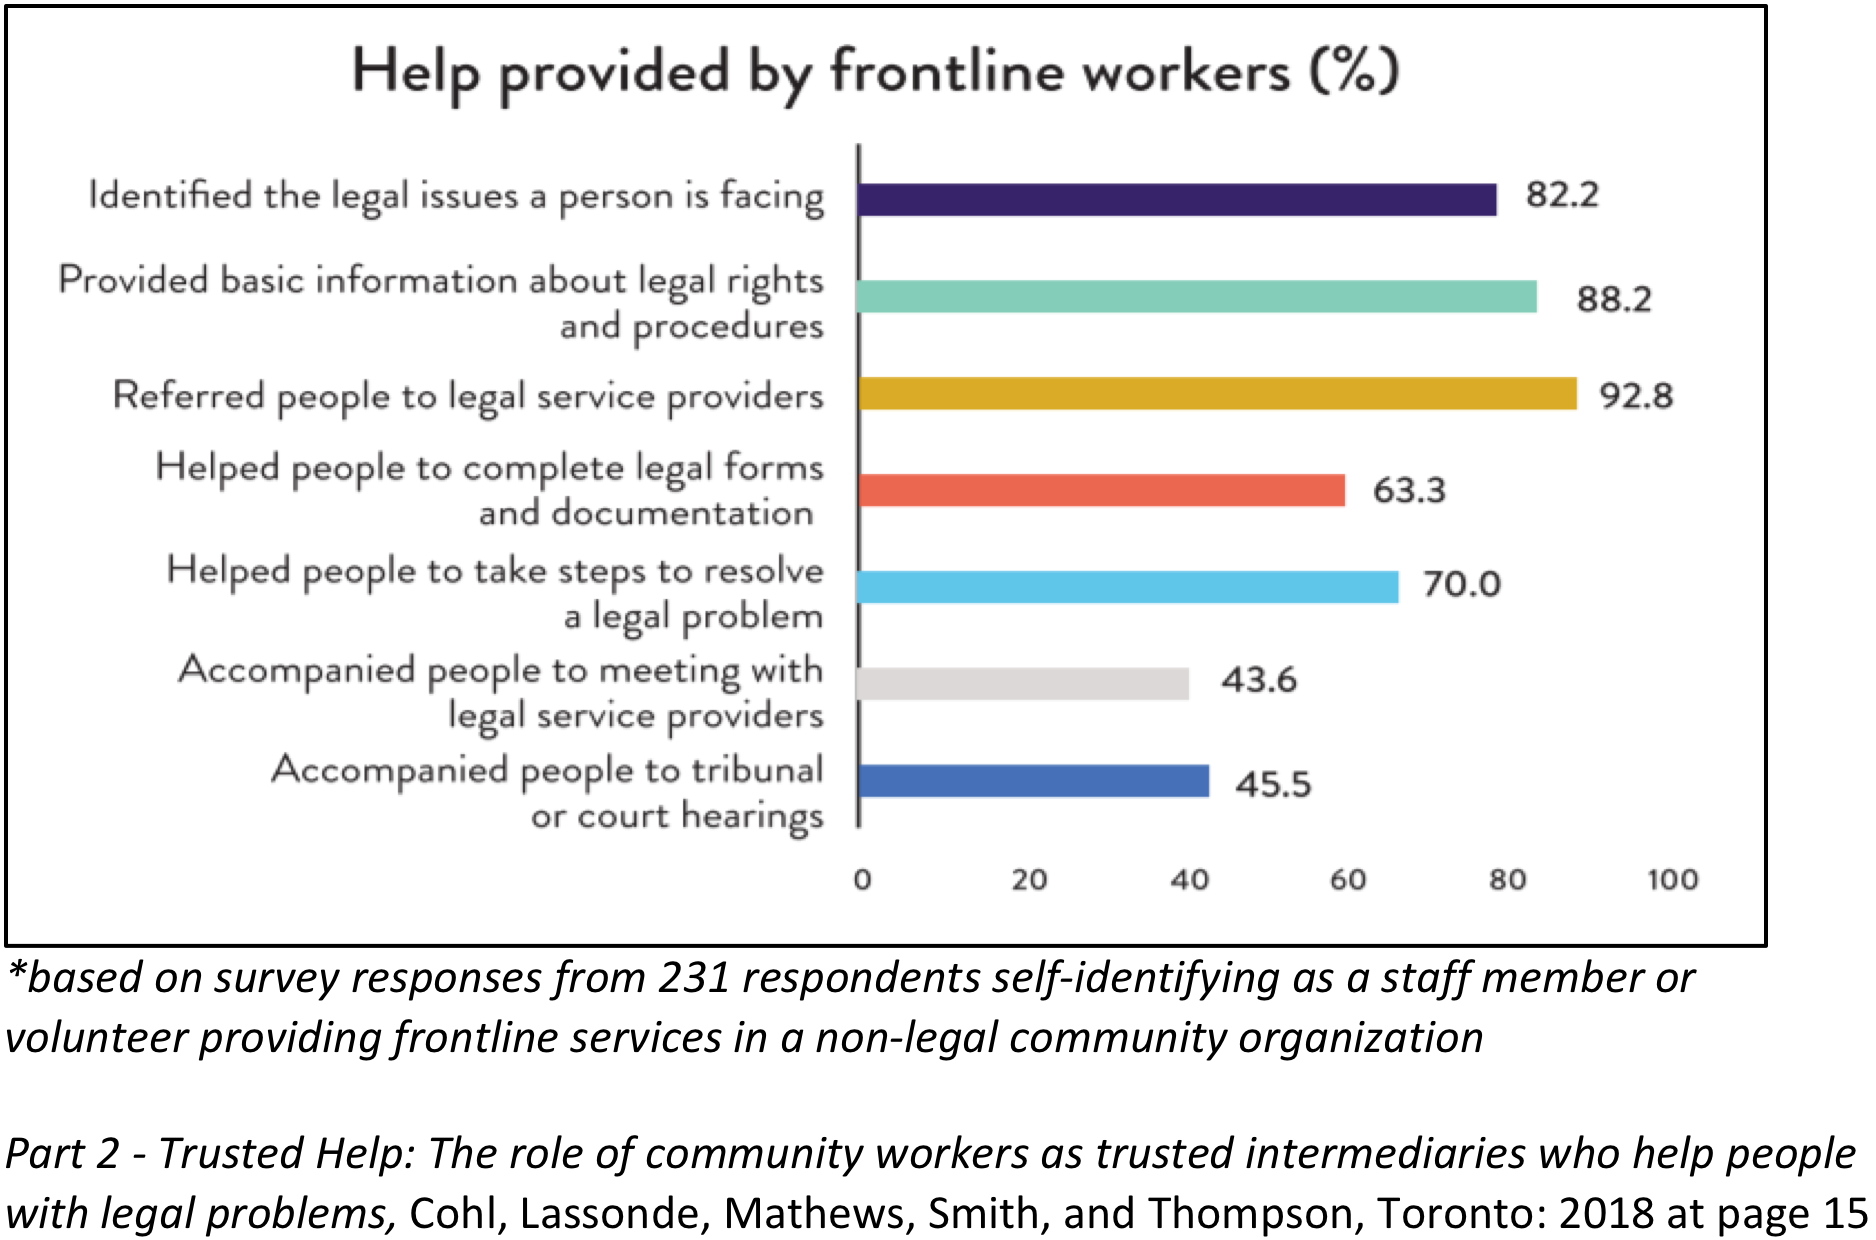 Help provided by frontline workers (%)
Identified the legal issues a person is facing
82.2
Provided basic information about legal rights
and procedures
88.2
Referred people to legal service providers
92.8
Helped people to complete legal forms
and documentation
63.3
Helped people to take steps to resolve
a legal problem
70.0
Accompanied people to meeting with
legal service providers
43.6
Accompanied people to tribunal
or court hearings
45.5
0 20 40 60 80 100
*based on survey responses from 231 respondents self-identifying as a staff member or
volunteer providing frontline services in a non-legal community organization
Part 2 - Trusted Help: The role of community workers as trusted intermediaries who help people
with legal problems, Cohl, Lassonde, Mathews, Smith, and Thompson, Toronto: 2018 at page 15